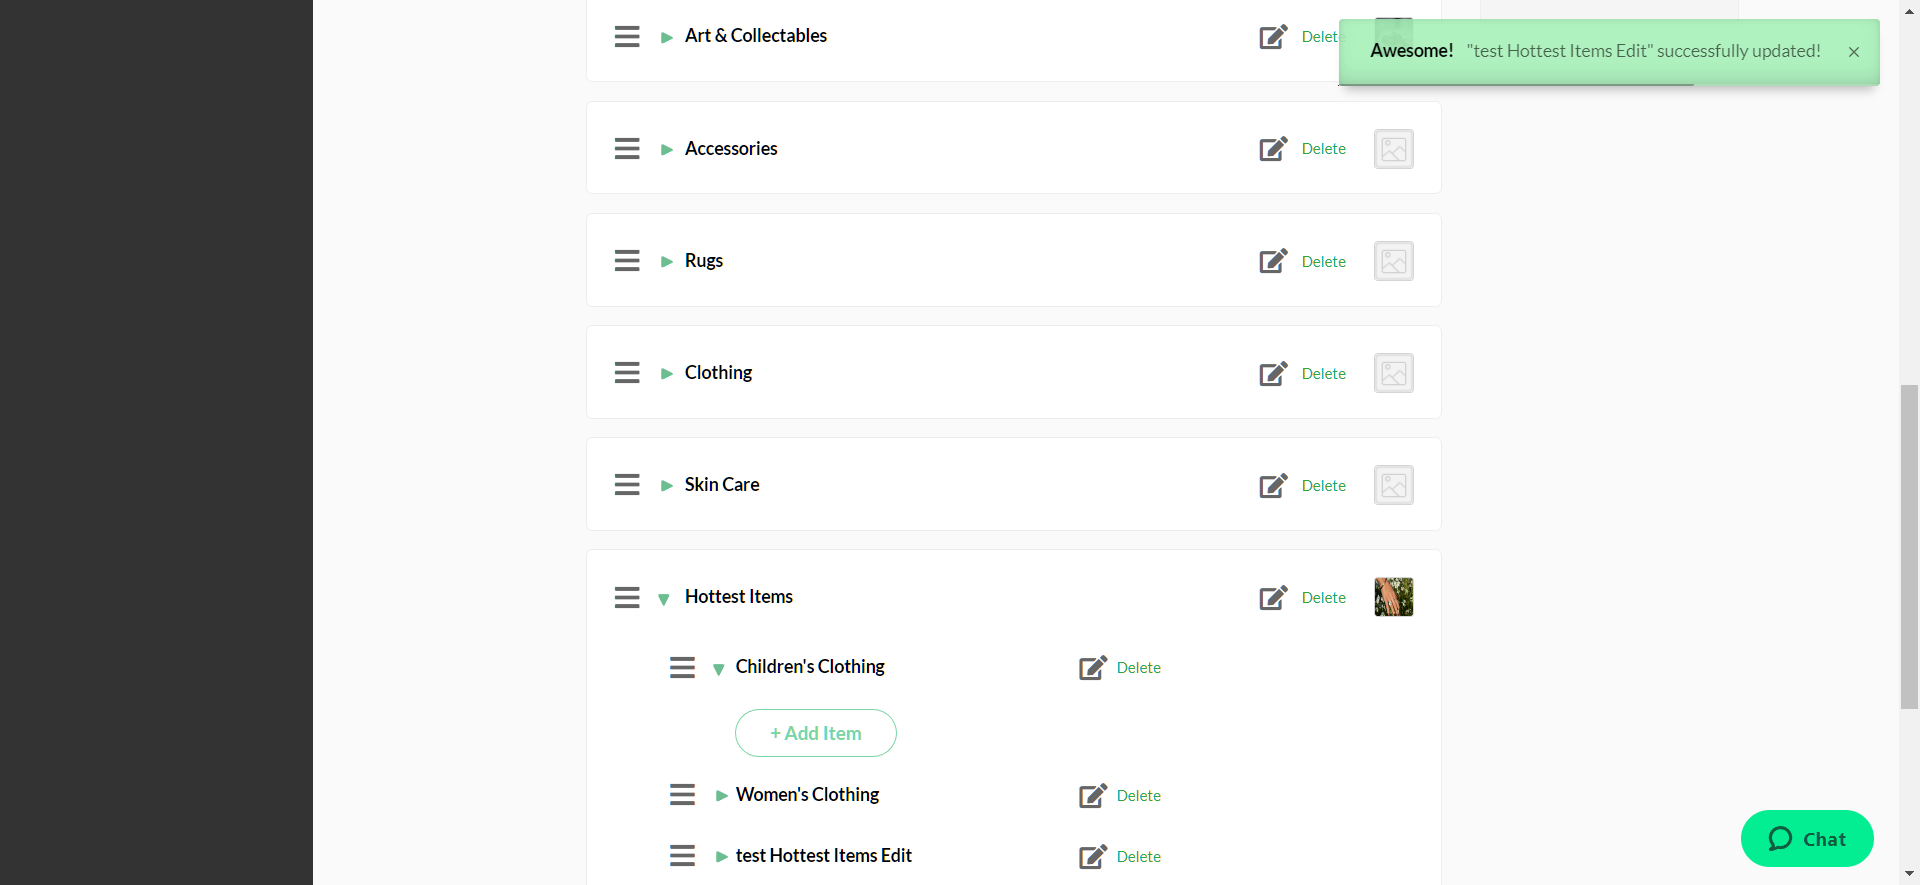 Art & Collectables Delete
Awesome! "test Hottest Items Edit" successfully updated! ×
Accessories Delete
Rugs Delete
Clothing Delete
Skin Care Delete
Hottest Items Delete
Children's Clothing Delete
+ Add Item
Women's Clothing Delete
test Hottest Items Edit Delete
Chat